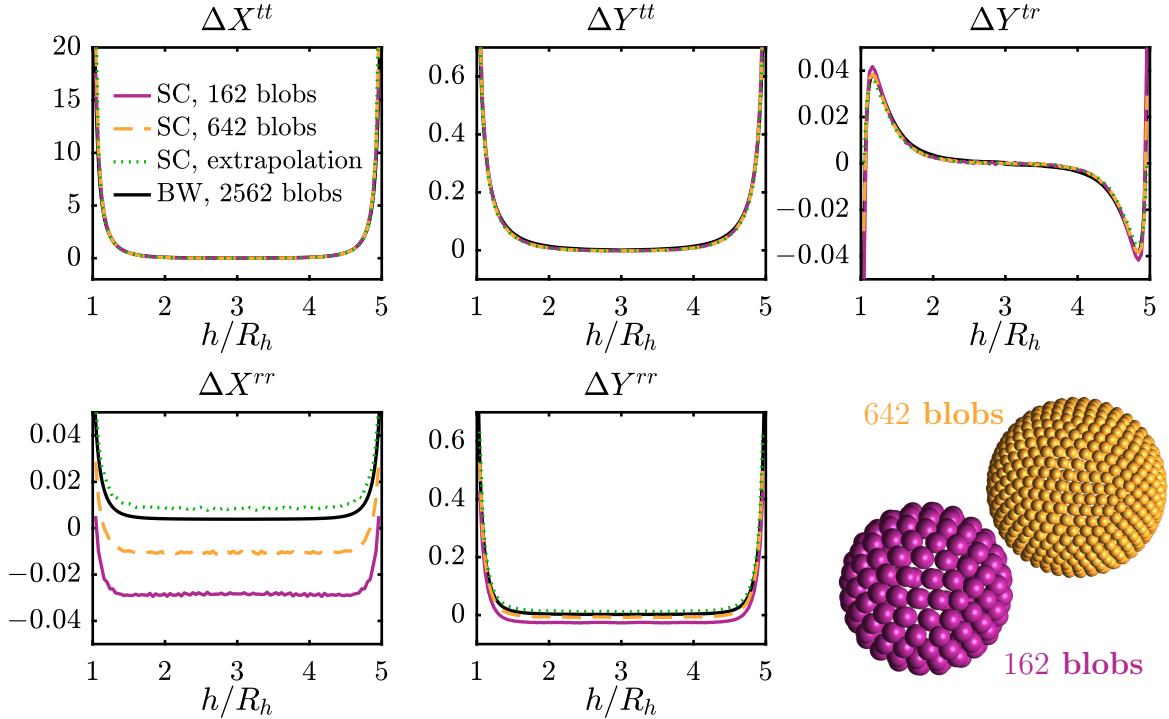 ΔX^{tt}
20
15
10
5
0
SC, 162 blobs
SC, 642 blobs
SC, extrapolation
BW, 2562 blobs
1 2 3 4 5
h/R_h
ΔY^{tt}
0.6
0.4
0.2
0
1 2 3 4 5
h/R_h
ΔY^{tr}
0.04
0.02
0
−0.02
−0.04
1 2 3 4 5
h/R_h
ΔX^{rr}
0.04
0.02
0
−0.02
−0.04
1 2 3 4 5
h/R_h
ΔY^{rr}
0.6
0.4
0.2
0
1 2 3 4 5
h/R_h
642 blobs
162 blobs